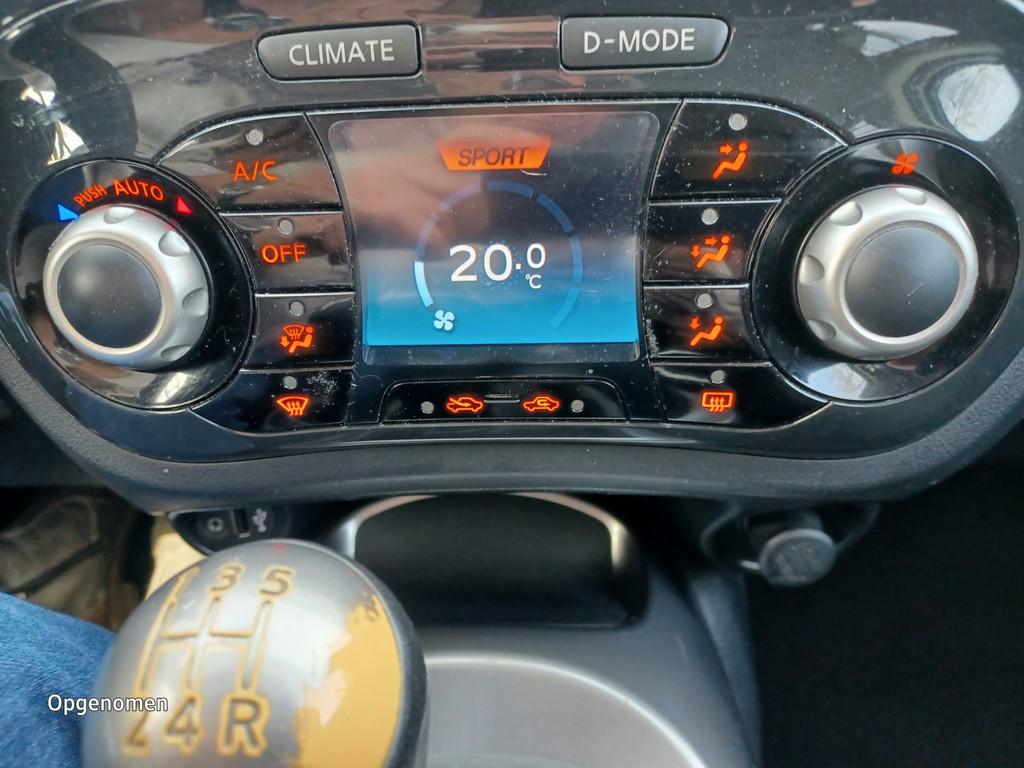 CLIMATE
D-MODE
PUSH AUTO
A/C
SPORT
OFF
20.0
°C
1 3 5
2 4 R
Opgenomen